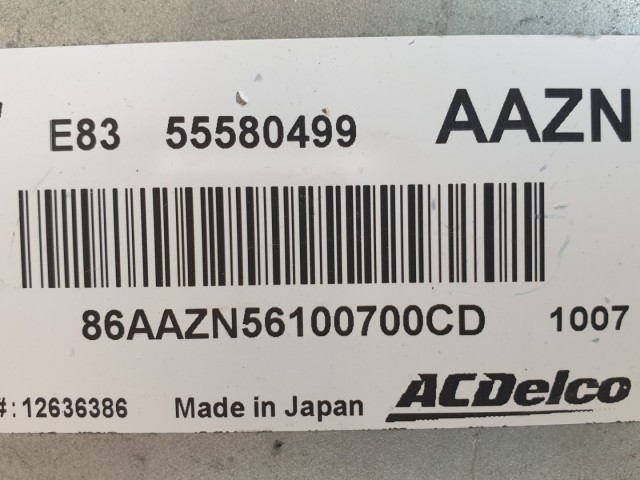 E83 55580499 AAZN
86AAZN56100700CD 1007
#:12636386 Made in Japan ACDelco